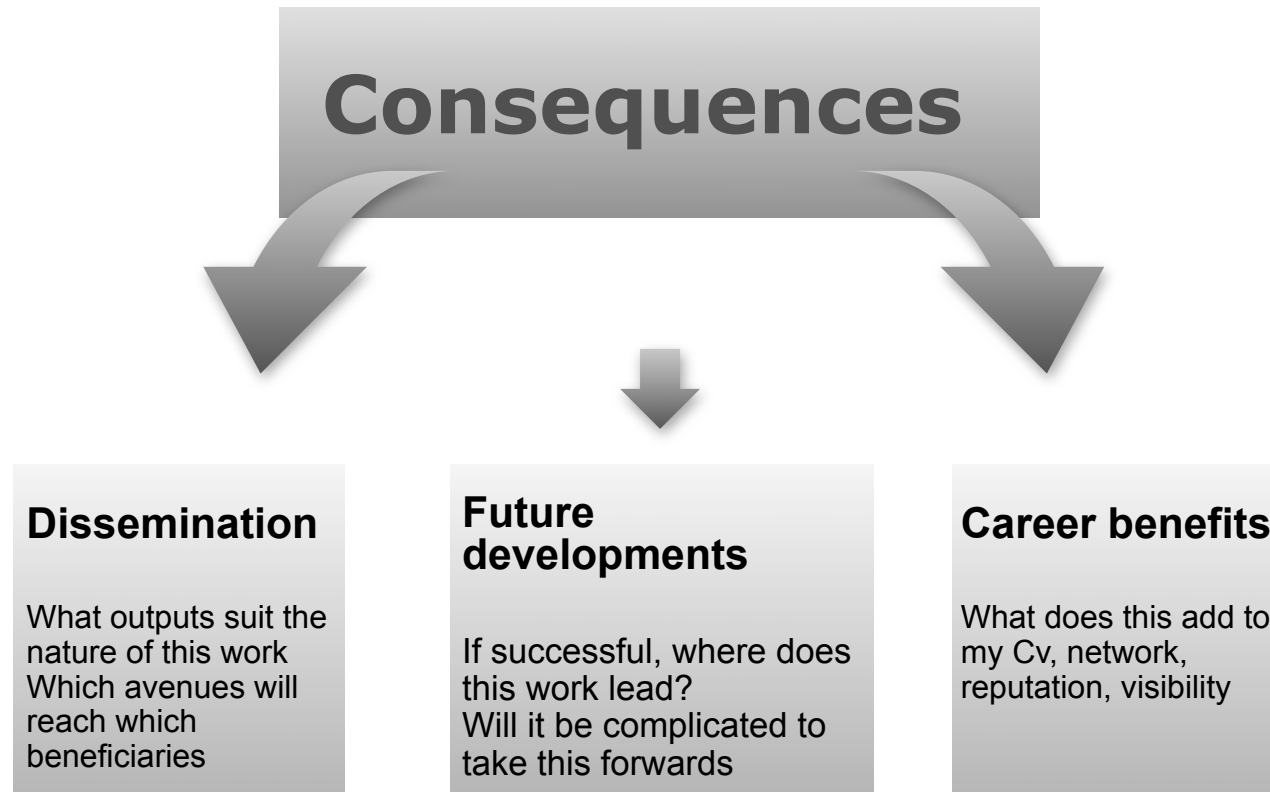 Consequences
Dissemination
What outputs suit the
nature of this work
Which avenues will
reach which
beneficiaries
Future
developments
If successful, where does
this work lead?
Will it be complicated to
take this forwards
Career benefits
What does this add to
my Cv, network,
reputation, visibility